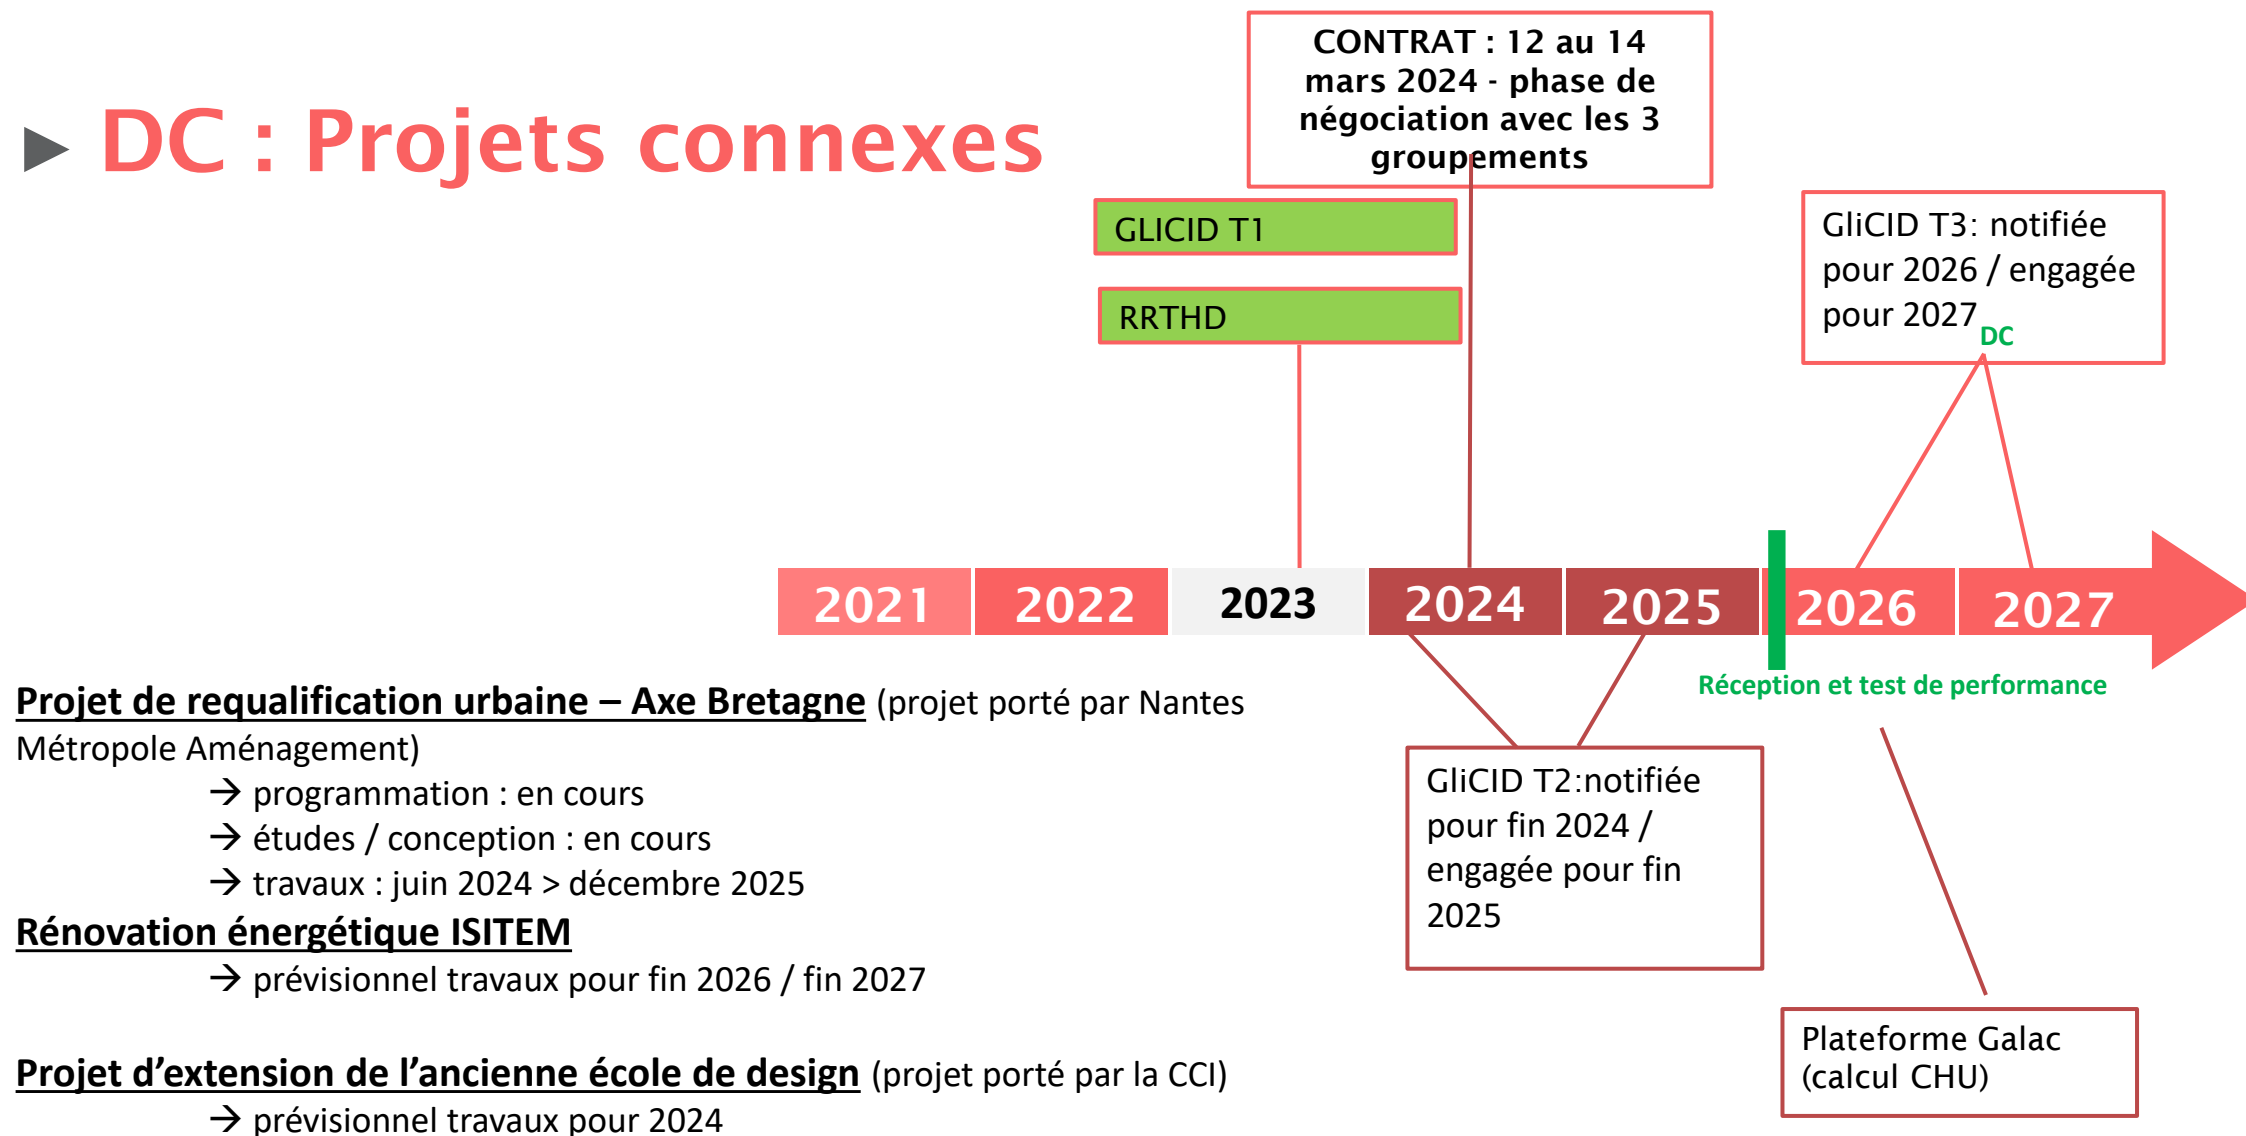 CONTRAT : 12 au 14
mars 2024 - phase de
négociation avec les 3
groupements
► DC : Projets connexes
GLICID T1
RRTHD
GliCID T3: notifiée
pour 2026 / engagée
pour 2027
DC
2021 2022 2023 2024 2025 2026 2027
Réception et test de performance
Projet de requalification urbaine – Axe Bretagne (projet porté par Nantes
Métropole Aménagement)
→ programmation : en cours
→ études / conception : en cours
→ travaux : juin 2024 > décembre 2025
Rénovation énergétique ISITEM
→ prévisionnel travaux pour fin 2026 / fin 2027
Projet d’extension de l’ancienne école de design (projet porté par la CCI)
→ prévisionnel travaux pour 2024
GliCID T2:notifiée
pour fin 2024 /
engagée pour fin
2025
Plateforme Galac
(calcul CHU)